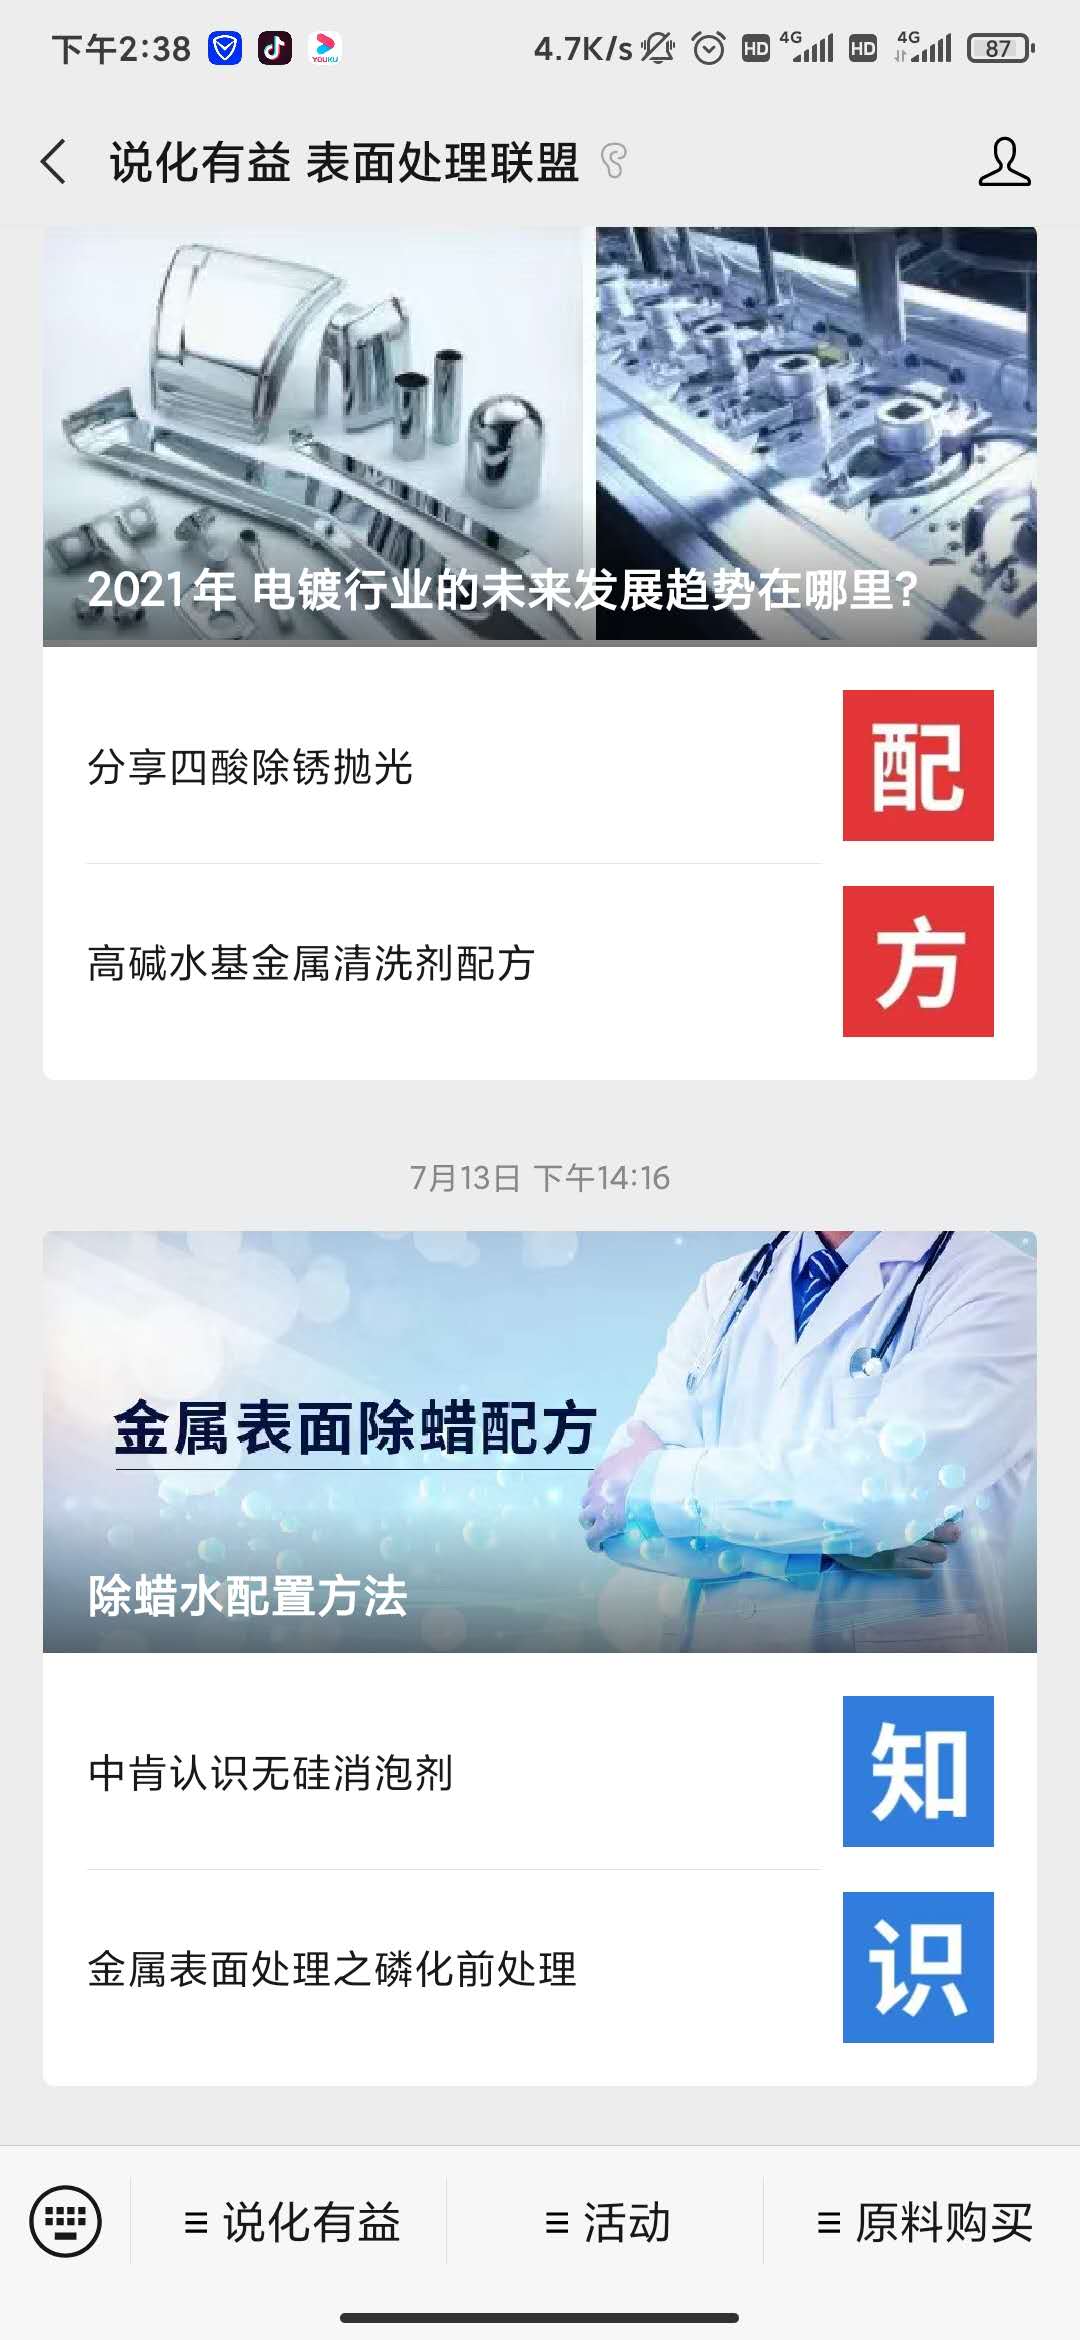 下午2:38
YOUKU
4.7K/s
HD
4G
HD
4G
87
说化有益 表面处理联盟
2021年 电镀行业的未来发展趋势在哪里?
分享四酸除锈抛光
配
高碱水基金属清洗剂配方
方
7月13日 下午14:16
金属表面除蜡配方
除蜡水配置方法
中肯认识无硅消泡剂
知
金属表面处理之磷化前处理
识
说化有益
活动
原料购买